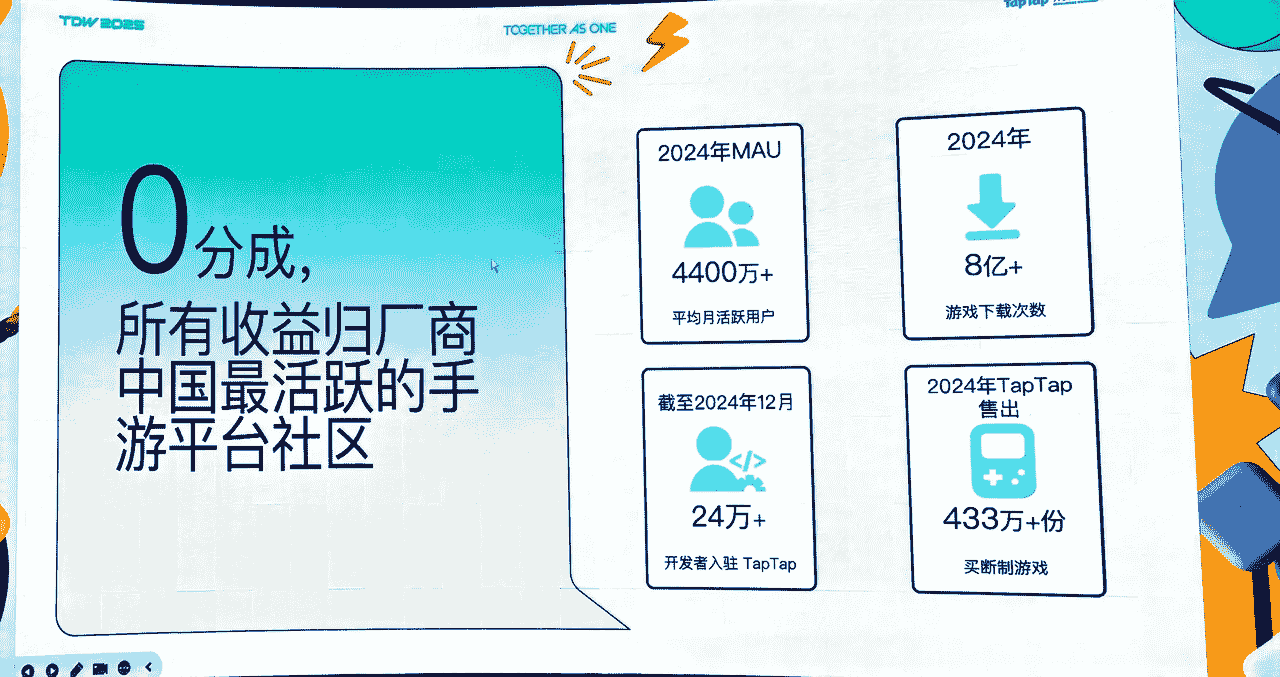 TDW 2025
TOGETHER AS ONE
TapTap
0分成,
所有收益归厂商
中国最活跃的手
游平台社区
2024年MAU
4400万+
平均月活跃用户
2024年
8亿+
游戏下载次数
截至2024年12月
24万+
开发者入驻 TapTap
2024年TapTap
售出
433万+份
买断制游戏